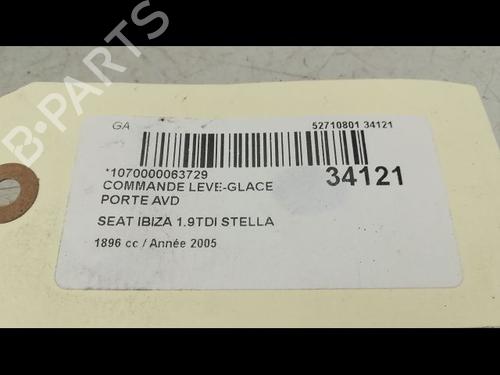 B-PARTS
GA 52710801 34121
*1070000063729 34121
COMMANDE LEVE-GLACE
PORTE AVD
SEAT IBIZA 1.9TDI STELLA
1896 cc / Année 2005